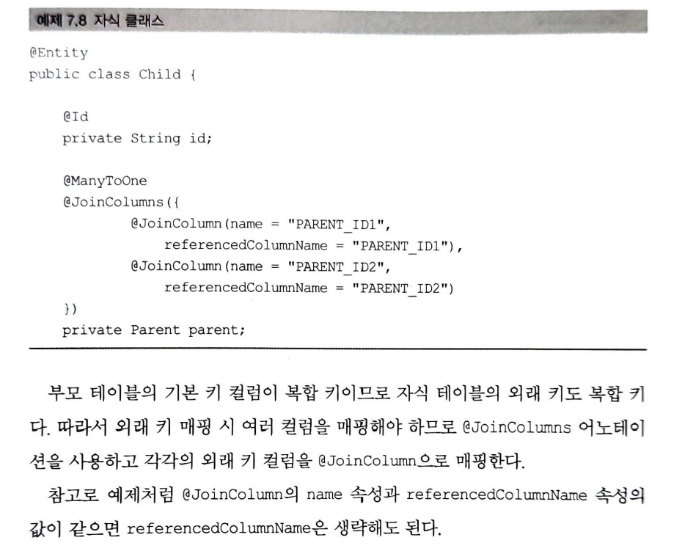 예제 7.8 자식 클래스
@Entity
public class Child {
@Id
private String id;
@ManyToOne
@JoinColumns({
@JoinColumn(name = "PARENT_ID1",
referencedColumnName = "PARENT_ID1"),
@JoinColumn(name = "PARENT_ID2",
referencedColumnName = "PARENT_ID2")
})
private Parent parent;
부모 테이블의 기본 키 컬럼이 복합 키이므로 자식 테이블의 외래 키도 복합 키
다. 따라서 외래 키 매핑 시 여러 컬럼을 매핑해야 하므로 @JoinColumns 어노테이
션을 사용하고 각각의 외래 키 컬럼을 @JoinColumn으로 매핑한다.
참고로 예제처럼 @JoinColumn의 name 속성과 referencedColumnName 속성의
값이 같으면 referencedColumnName은 생략해도 된다.